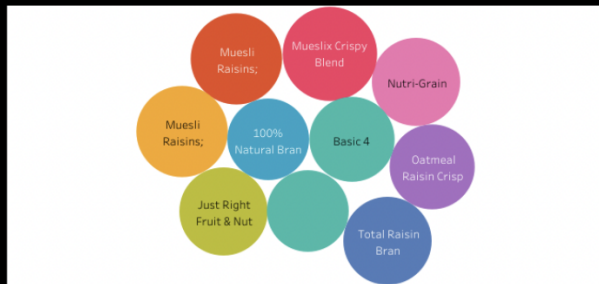 Muesli
Raisins;
Mueslix Crispy
Blend
Nutri-Grain
Muesli
Raisins;
100%
Natural Bran
Basic 4
Oatmeal
Raisin Crisp
Just Right
Fruit & Nut
Total Raisin
Bran